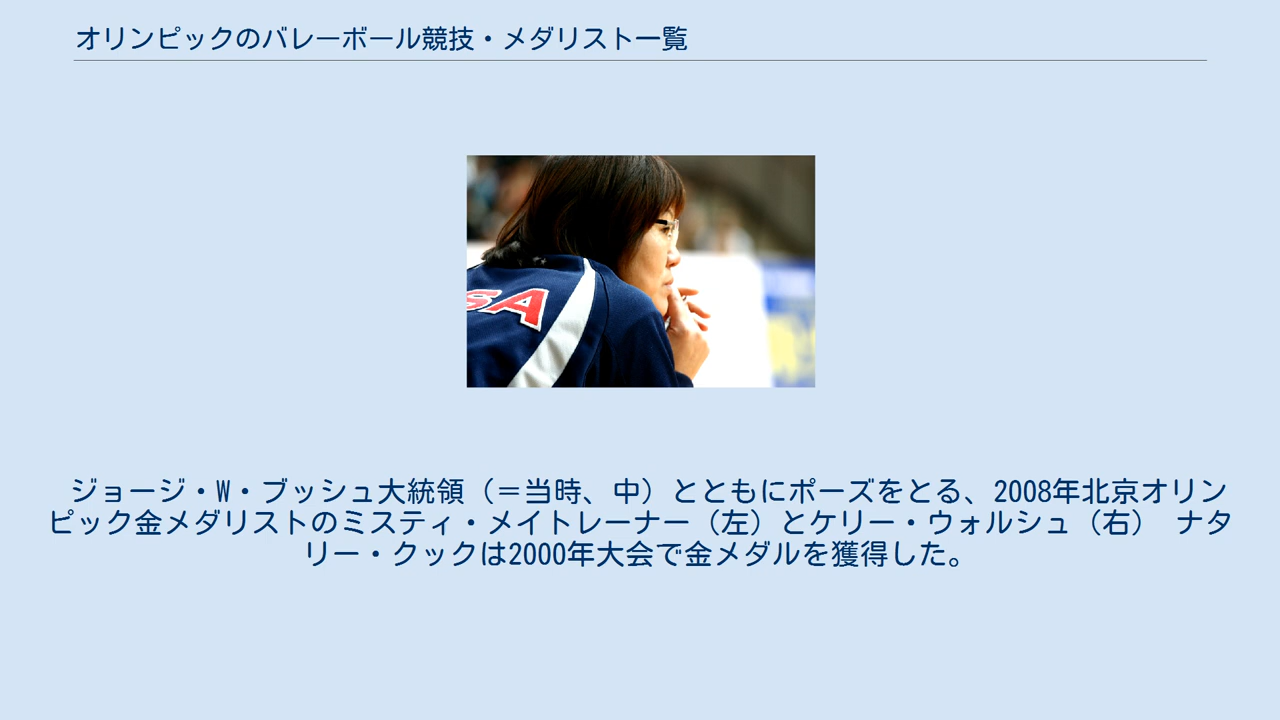 オリンピックのバレーボール競技・メダリスト一覧
SA
ジョージ・W・ブッシュ大統領（＝当時、中）とともにポーズをとる、2008年北京オリン
ピック金メダリストのミスティ・メイトレーナー（左）とケリー・ウォルシュ（右） ナタ
リー・クックは2000年大会で金メダルを獲得した。